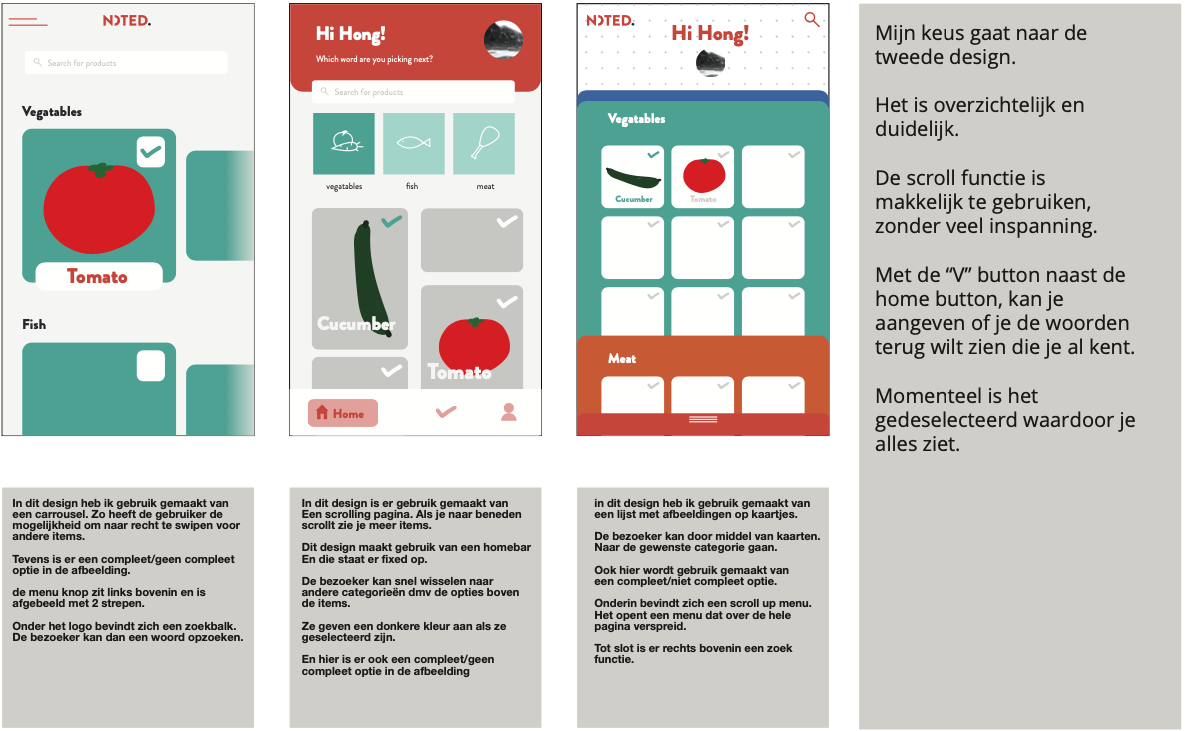 NOTED.
Search for products
Vegatables
Tomato
Fish
In dit design heb ik gebruik gemaakt van
een carrousel. Zo heeft de gebruiker de
mogelijkheid om naar recht te swipen voor
andere items.
Tevens is er een compleet/geen compleet
optie in de afbeelding.
de menu knop zit links bovenin en is
afgebeeld met 2 strepen.
Onder het logo bevindt zich een zoekbalk.
De bezoeker kan dan een woord opzoeken.
Hi Hong!
Which word are you picking next?
Search for products
vegatables
fish
meat
Cucumber
Tomato
Home
In dit design is er gebruik gemaakt van
Een scrolling pagina. Als je naar beneden
scrollt zie je meer items.
Dit design maakt gebruik van een homebar
En die staat er fixed op.
De bezoeker kan snel wisselen naar
andere categorieën dmv de opties boven
de items.
Ze geven een donkere kleur aan als ze
geselecteerd zijn.
En hier is er ook een compleet/geen
compleet optie in de afbeelding
NOTED.
Hi Hong!
Vegatables
Cucumber
Tomato
Meat
in dit design heb ik gebruik gemaakt van
een lijst met afbeeldingen op kaartjes.
De bezoeker kan door middel van kaarten.
Naar de gewenste categorie gaan.
Ook hier wordt gebruik gemaakt van
een compleet/niet compleet optie.
Onderin bevindt zich een scroll up menu.
Het opent een menu dat over de hele
pagina verspreid.
Tot slot is er rechts bovenin een zoek
functie.
Mijn keus gaat naar de
tweede design.
Het is overzichtelijk en
duidelijk.
De scroll functie is
makkelijk te gebruiken,
zonder veel inspanning.
Met de “V” button naast de
home button, kan je
aangeven of je de woorden
terug wilt zien die je al kent.
Momenteel is het
gedeselecteerd waardoor je
alles ziet.